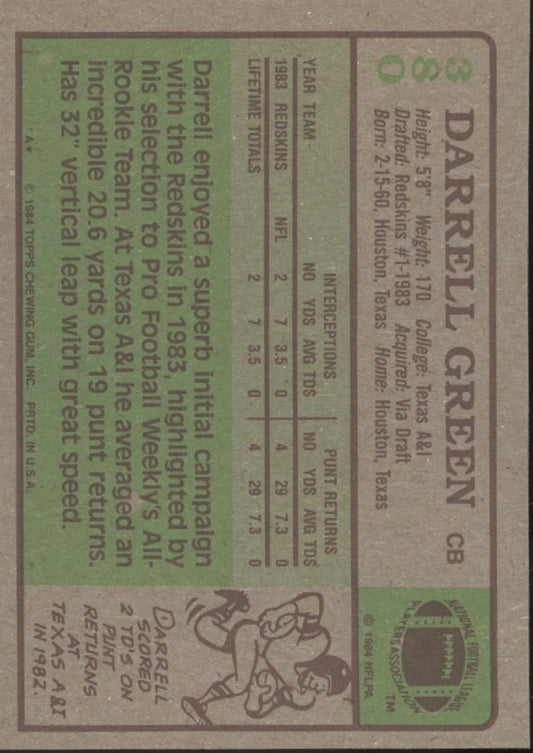 380
DARRELL GREEN CB
Height: 5'8" Weight: 170 College: Texas A&I
Drafted: Redskins #1-1983 Acquired: Via Draft
Born: 2-15-60, Houston, Texas Home: Houston, Texas
NATIONAL FOOTBALL LEAGUE
PLAYERS ASSOCIATION
TM
© 1984 NFLPA
INTERCEPTIONS PUNT RETURNS
YEAR TEAM NO YDS AVG TDS NO YDS AVG TDS
1983 REDSKINS NFL 2 7 3.5 0 4 29 7.3 0
LIFETIME TOTALS 2 7 3.5 0 4 29 7.3 0
Darrell enjoyed a superb initial campaign
with the Redskins in 1983, highlighted by
his selection to Pro Football Weekly's All-
Rookie Team. At Texas A&I he averaged an
incredible 20.6 yards on 19 punt returns.
Has 32" vertical leap with great speed.
DARRELL
SCORED
2 TD'S ON
PUNT
RETURNS
AT
TEXAS A&I
IN 1982.
A* © 1984 TOPPS CHEWING GUM, INC. PRTD. IN U.S.A.